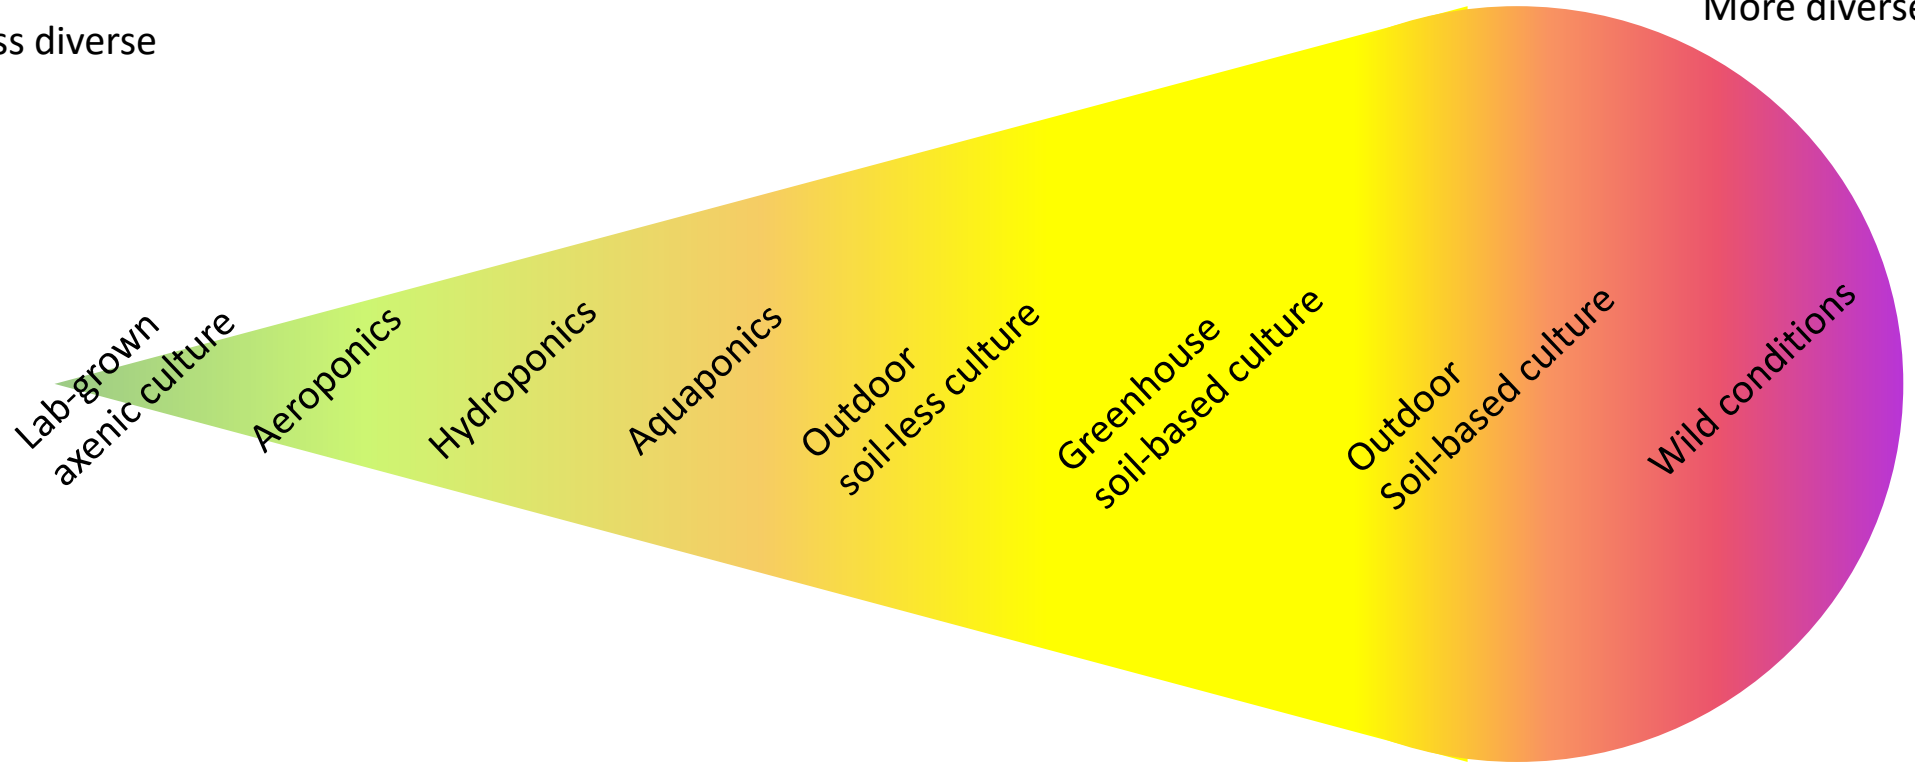 ss diverse
More diverse
Lab-grown
axenic culture
Aeroponics
Hydroponics
Aquaponics
Outdoor
soil-less culture
Greenhouse
soil-based culture
Outdoor
Soil-based culture
Wild conditions